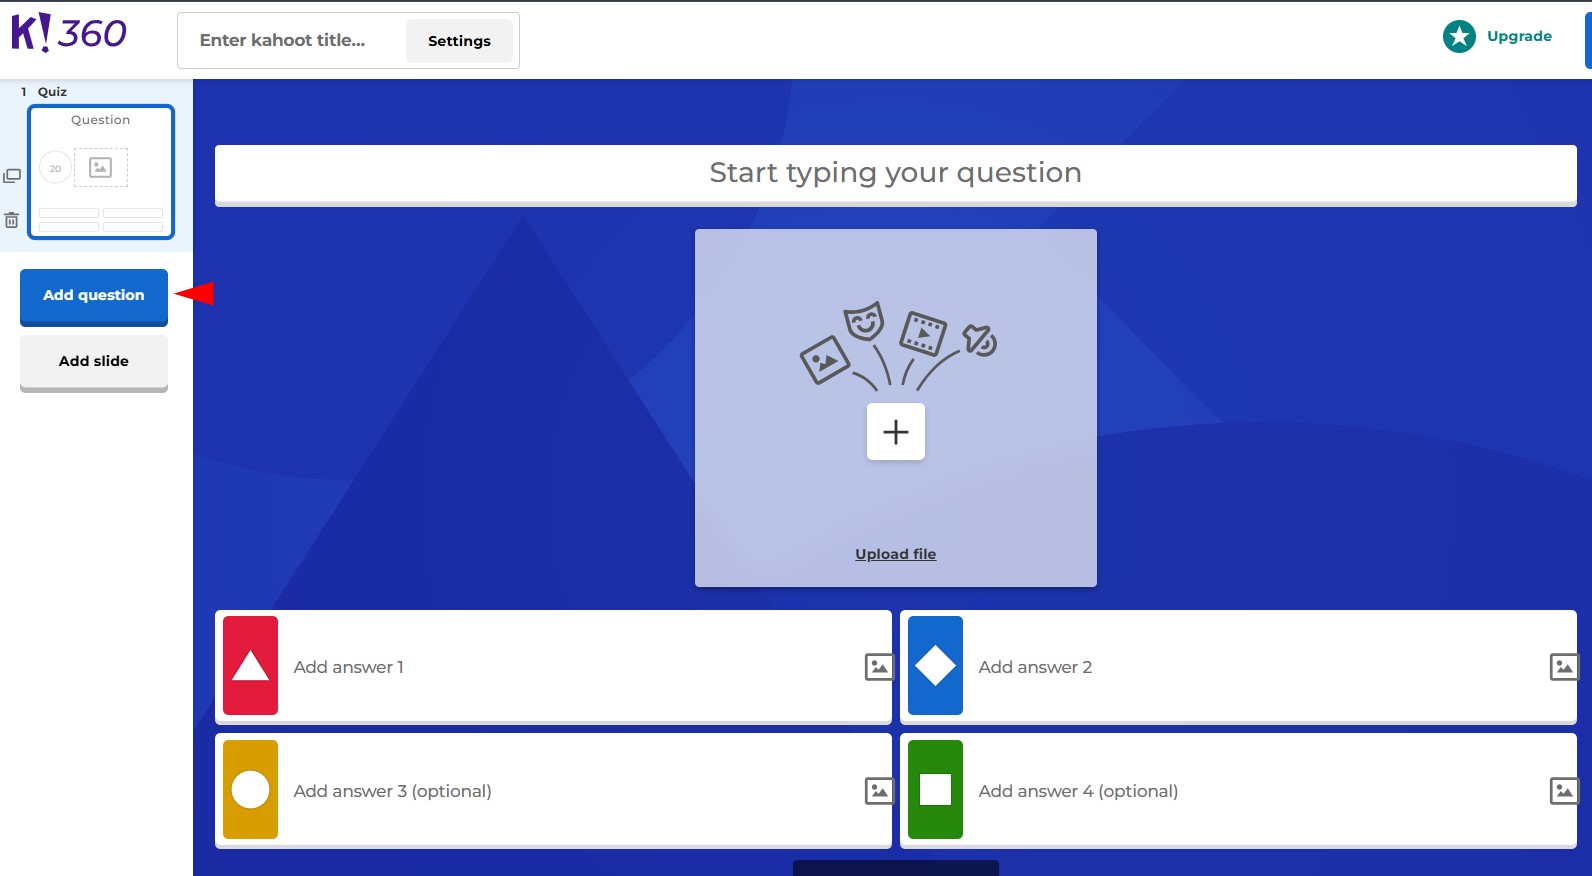 K! 360
Enter kahoot title...
Settings
Upgrade
1 Quiz
Question
20
Add question
Add slide
Start typing your question
Upload file
Add answer 1
Add answer 2
Add answer 3 (optional)
Add answer 4 (optional)